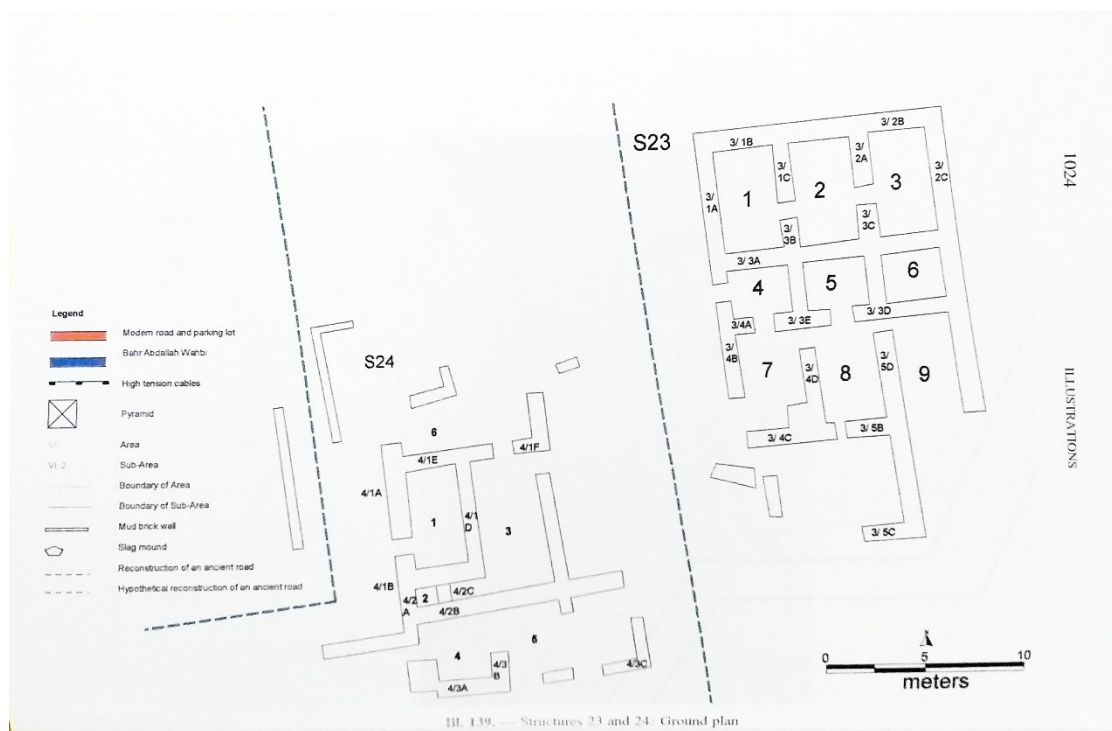 S23
3/ 2B
3/ 1B
3/
2A
3/
1C
3/
2C
3/
1A
1
2
3
3/
3C
3/
3B
3/ 3A
4
5
6
3/4A
3/ 3E
3/ 3D
3/
4B
7
3/
4D
8
3/
5D
9
3/ 4C
3/ 5B
3/ 5C
1024
ILLUSTRATIONS
Legend
Modern road and parking lot
Bahr Abdallah Wahbi
High tension cables
Pyramid
VI
Area
VI. 2
Sub-Area
Boundary of Area
Boundary of Sub-Area
Mud brick wall
Slag mound
Reconstruction of an ancient road
Hypothetical reconstruction of an ancient road
S24
6
4/1F
4/1E
4/1A
1
4/1
D
3
4/1B
4/2
A
2
4/2C
4/2B
5
4
4/3
B
4/3A
4/3C
N
0
5
10
meters
Ill. 139. — Structures 23 and 24: Ground plan